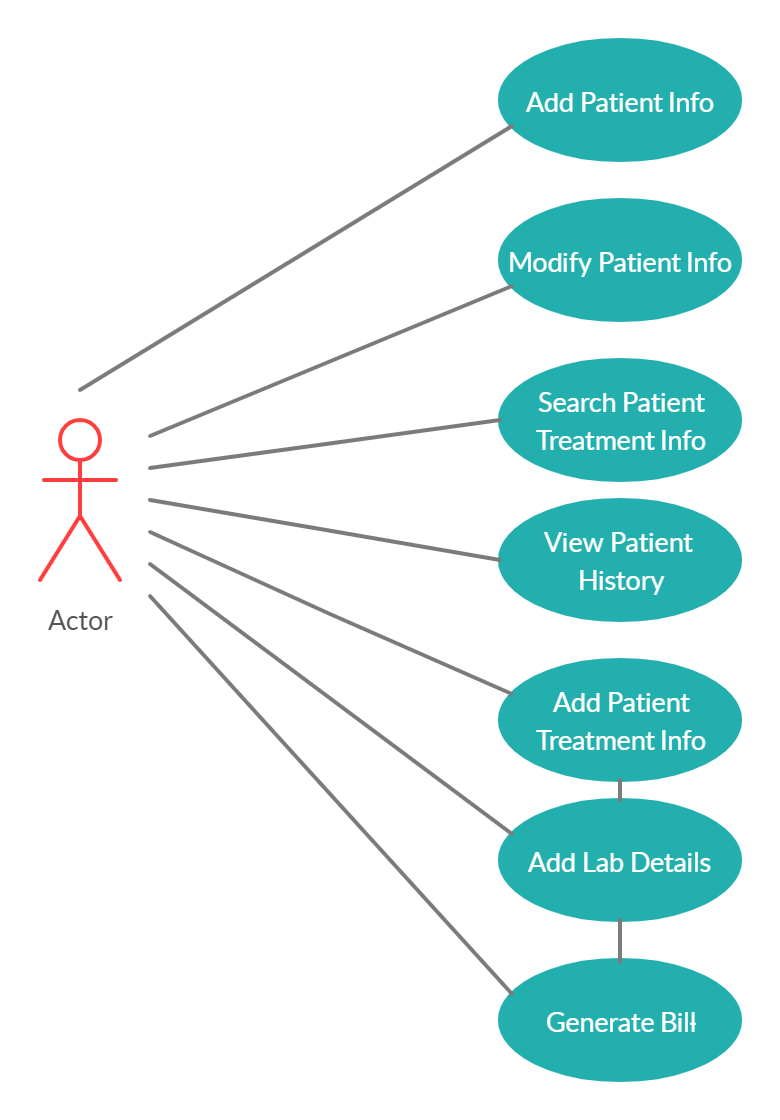 Add Patient Info
Modify Patient Info
Search Patient
Treatment Info
View Patient
History
Actor
Add Patient
Treatment Info
Add Lab Details
Generate Bill